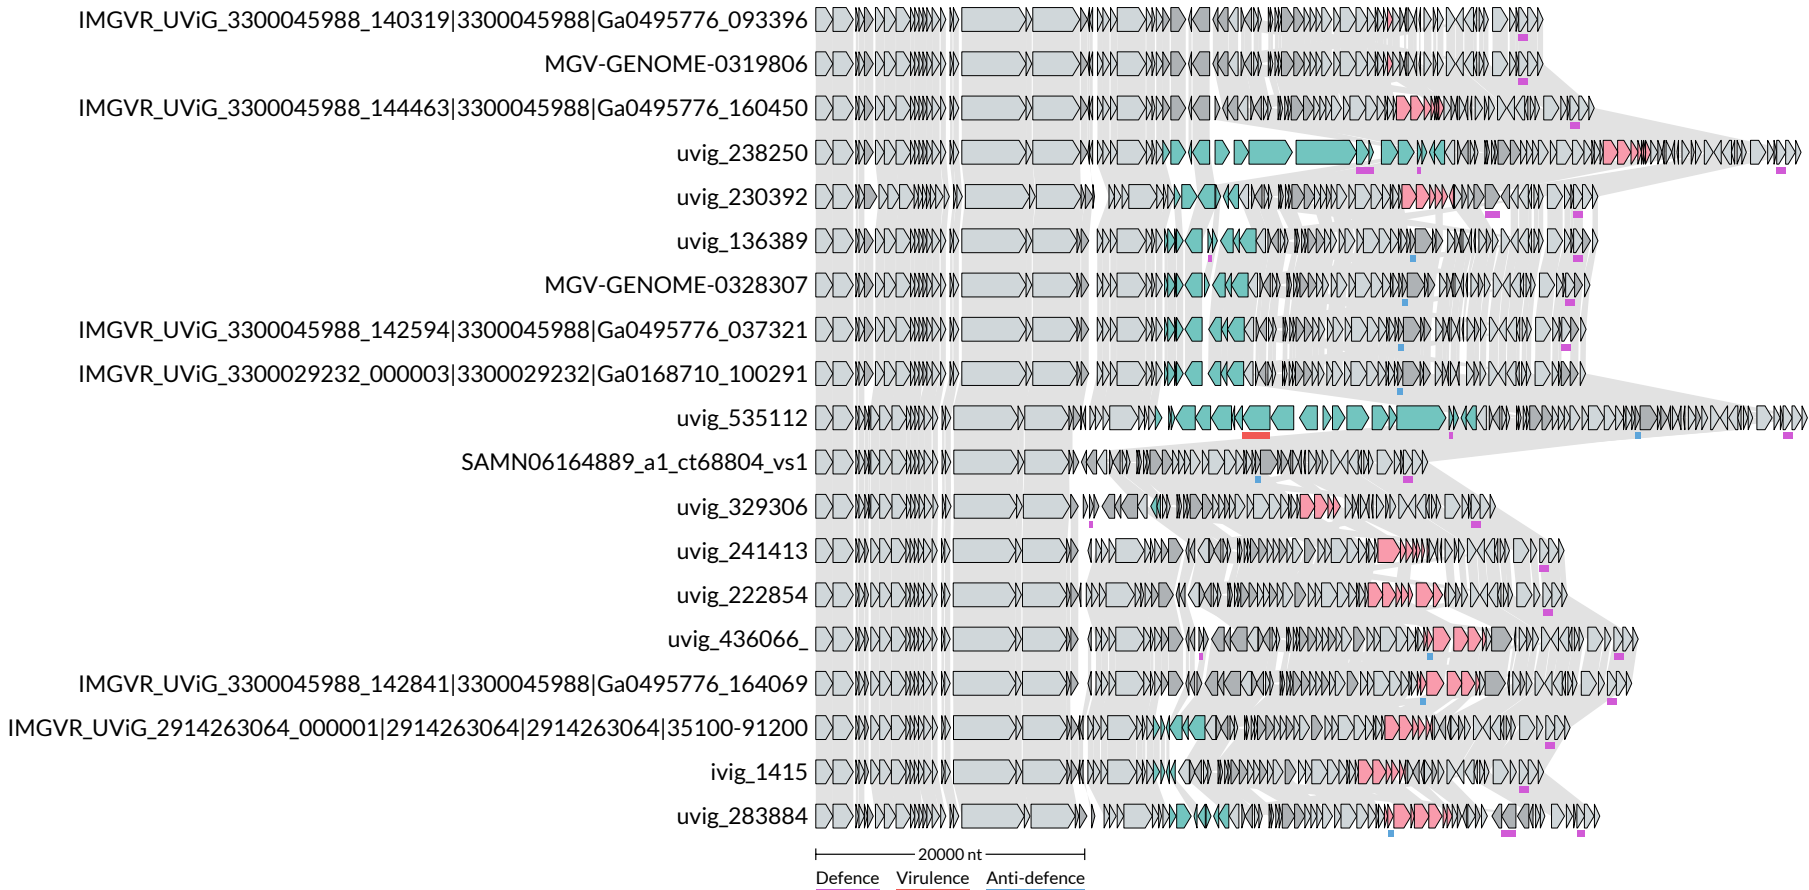 IMGVR_UViG_3300045988_140319|3300045988|Ga0495776_093396
MGV-GENOME-0319806
IMGVR_UViG_3300045988_144463|3300045988|Ga0495776_160450
uvig_238250
uvig_230392
uvig_136389
MGV-GENOME-0328307
IMGVR_UViG_3300045988_142594|3300045988|Ga0495776_037321
IMGVR_UViG_3300029232_000003|3300029232|Ga0168710_100291
uvig_535112
SAMN06164889_a1_ct68804_vs1
uvig_329306
uvig_241413
uvig_222854
uvig_436066_
IMGVR_UViG_3300045988_142841|3300045988|Ga0495776_164069
IMGVR_UViG_2914263064_000001|2914263064|2914263064|35100-91200
ivig_1415
uvig_283884
20000 nt
Defence Virulence Anti-defence